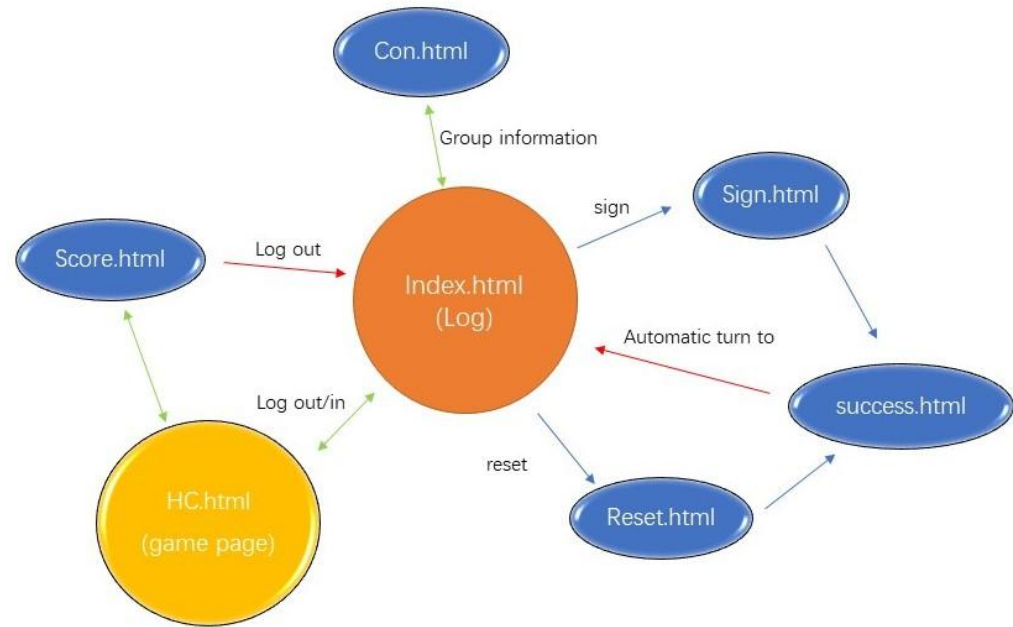 Con.html
Group information
sign
Sign.html
Score.html
Log out
Index.html
(Log)
Automatic turn to
success.html
Log out/in
reset
HC.html
(game page)
Reset.html